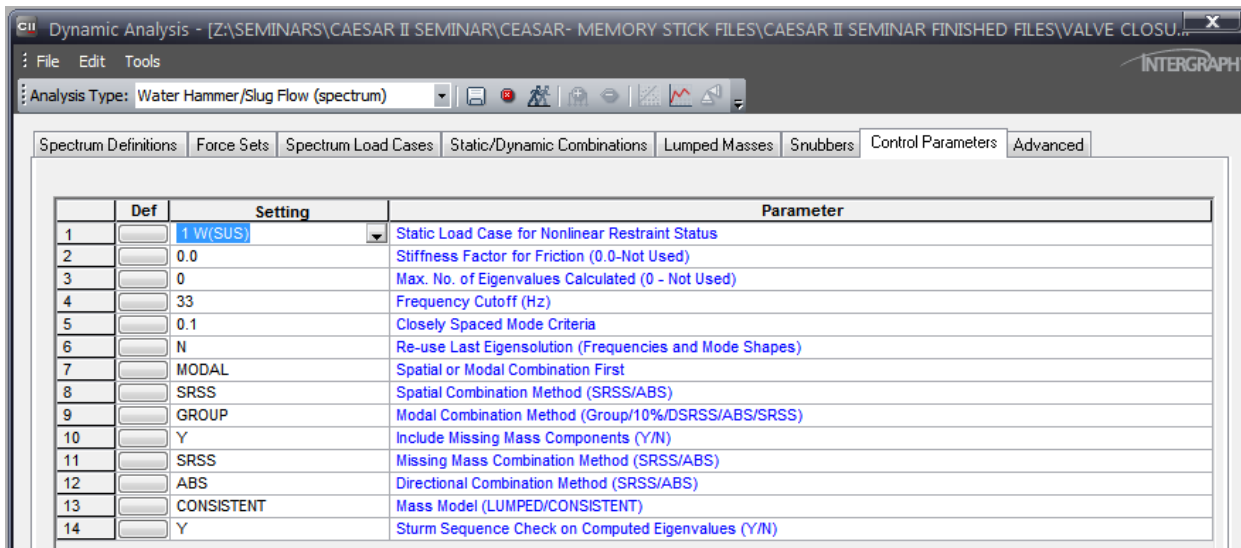 CII Dynamic Analysis - [Z:\SEMINARS\CAESAR II SEMINAR\CEASAR- MEMORY STICK FILES\CAESAR II SEMINAR FINISHED FILES\VALVE CLOSU... X
File Edit Tools INTERGRAPH
Analysis Type: Water Hammer/Slug Flow (spectrum)
Spectrum Definitions Force Sets Spectrum Load Cases Static/Dynamic Combinations Lumped Masses Snubbers Control Parameters Advanced
Def Setting Parameter
1 1 W(SUS) Static Load Case for Nonlinear Restraint Status
2 0.0 Stiffness Factor for Friction (0.0-Not Used)
3 0 Max. No. of Eigenvalues Calculated (0 - Not Used)
4 33 Frequency Cutoff (Hz)
5 0.1 Closely Spaced Mode Criteria
6 N Re-use Last Eigensolution (Frequencies and Mode Shapes)
7 MODAL Spatial or Modal Combination First
8 SRSS Spatial Combination Method (SRSS/ABS)
9 GROUP Modal Combination Method (Group/10%/DSRSS/ABS/SRSS)
10 Y Include Missing Mass Components (Y/N)
11 SRSS Missing Mass Combination Method (SRSS/ABS)
12 ABS Directional Combination Method (SRSS/ABS)
13 CONSISTENT Mass Model (LUMPED/CONSISTENT)
14 Y Sturm Sequence Check on Computed Eigenvalues (Y/N)